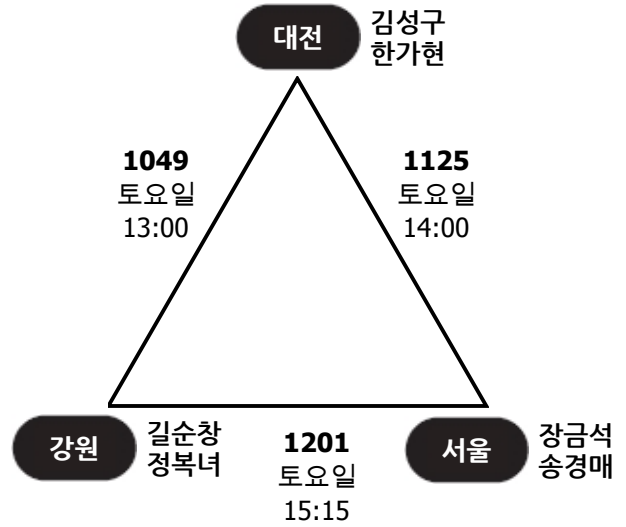 대전
김성구
한가현
1049
토요일
13:00
1125
토요일
14:00
강원
길순창
정복녀
1201
토요일
15:15
서울
장금석
송경매